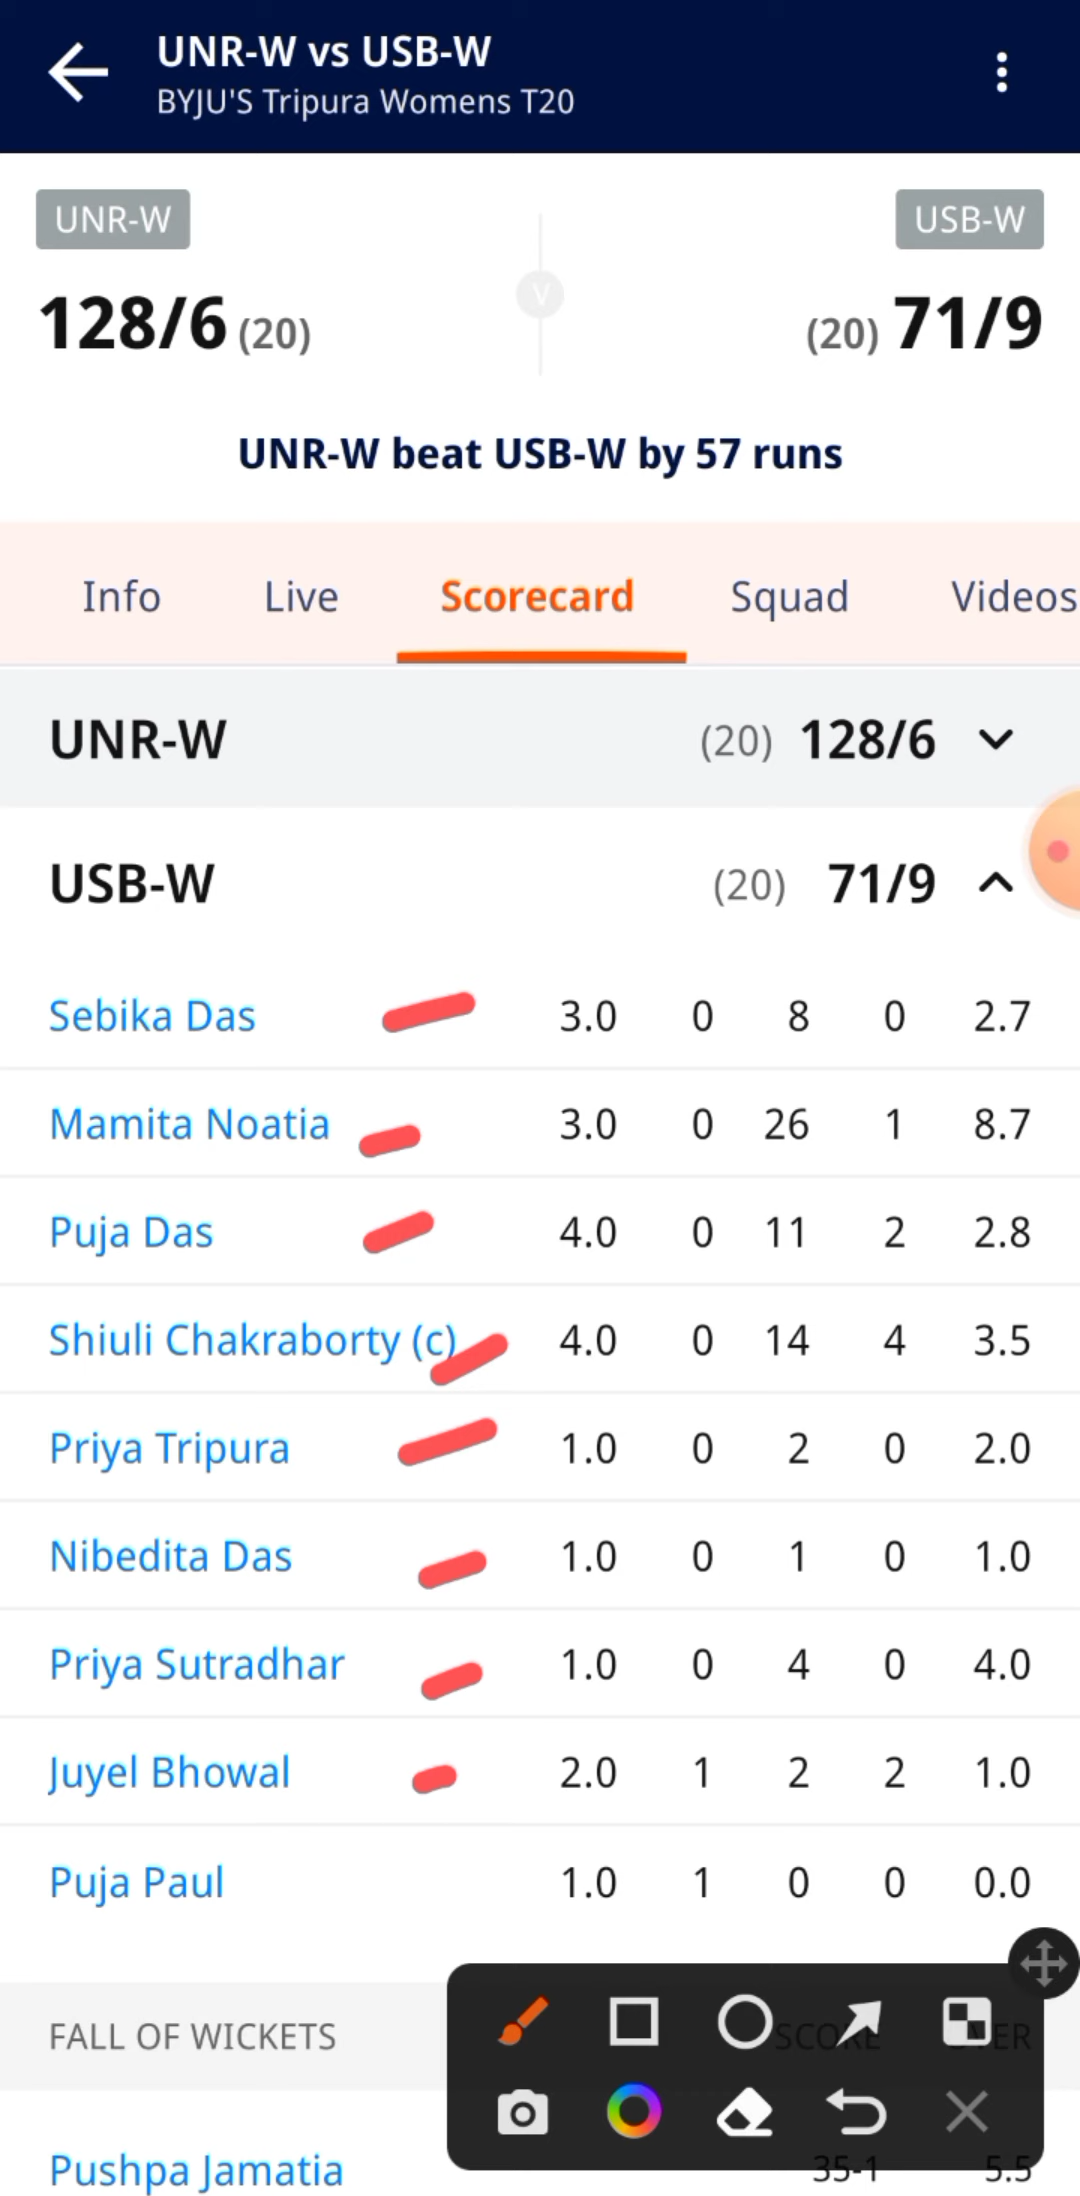 UNR-W vs USB-W
BYJU'S Tripura Womens T20
UNR-W USB-W
V
128/6 (20) (20) 71/9
UNR-W beat USB-W by 57 runs
Info Live Scorecard Squad Videos
UNR-W (20) 128/6
USB-W (20) 71/9
Sebika Das 3.0 0 8 0 2.7
Mamita Noatia 3.0 0 26 1 8.7
Puja Das 4.0 0 11 2 2.8
Shiuli Chakraborty (c) 4.0 0 14 4 3.5
Priya Tripura 1.0 0 2 0 2.0
Nibedita Das 1.0 0 1 0 1.0
Priya Sutradhar 1.0 0 4 0 4.0
Juyel Bhowal 2.0 1 2 2 1.0
Puja Paul 1.0 1 0 0 0.0
FALL OF WICKETS SCORE
Pushpa Jamatia 35-1 5.5